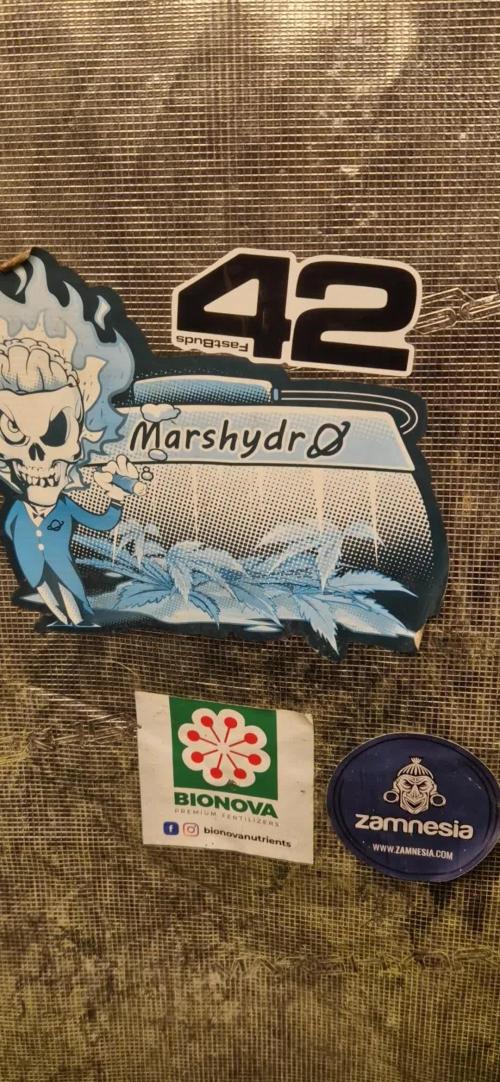 42
FastBuds
Marshydro
BIONOVA
PREMIUM FERTILIZERS
bionovanutrients
zamnesia
WWW.ZAMNESIA.COM